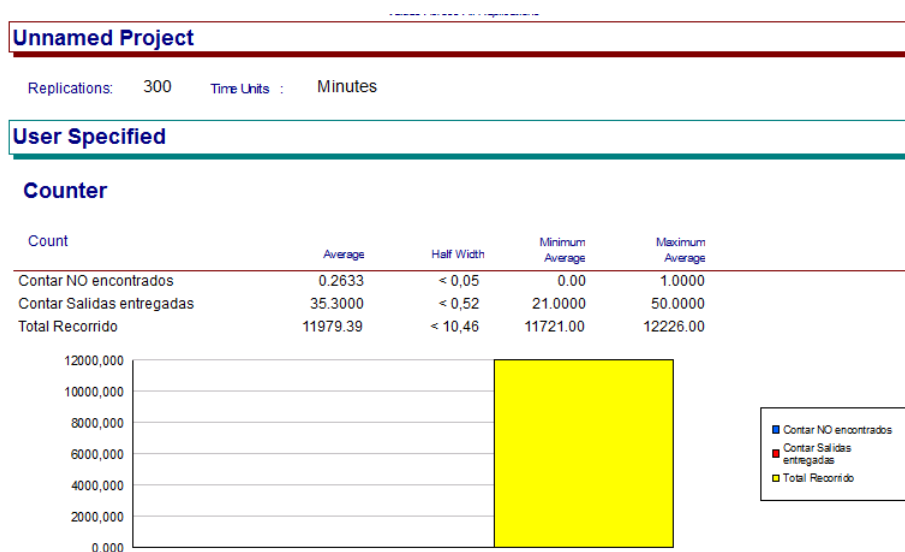 Unnamed Project
Replications: 300 Time Units : Minutes
User Specified
Counter
Count Average Half Width Minimum Average Maximum Average
Contar NO encontrados 0.2633 < 0,05 0.00 1.0000
Contar Salidas entregadas 35.3000 < 0,52 21.0000 50.0000
Total Recorrido 11979.39 < 10,46 11721.00 12226.00
12000,000
10000,000
8000,000
6000,000
4000,000
2000,000
0.000
Contar NO encontrados
Contar Salidas
entregadas
Total Recorrido